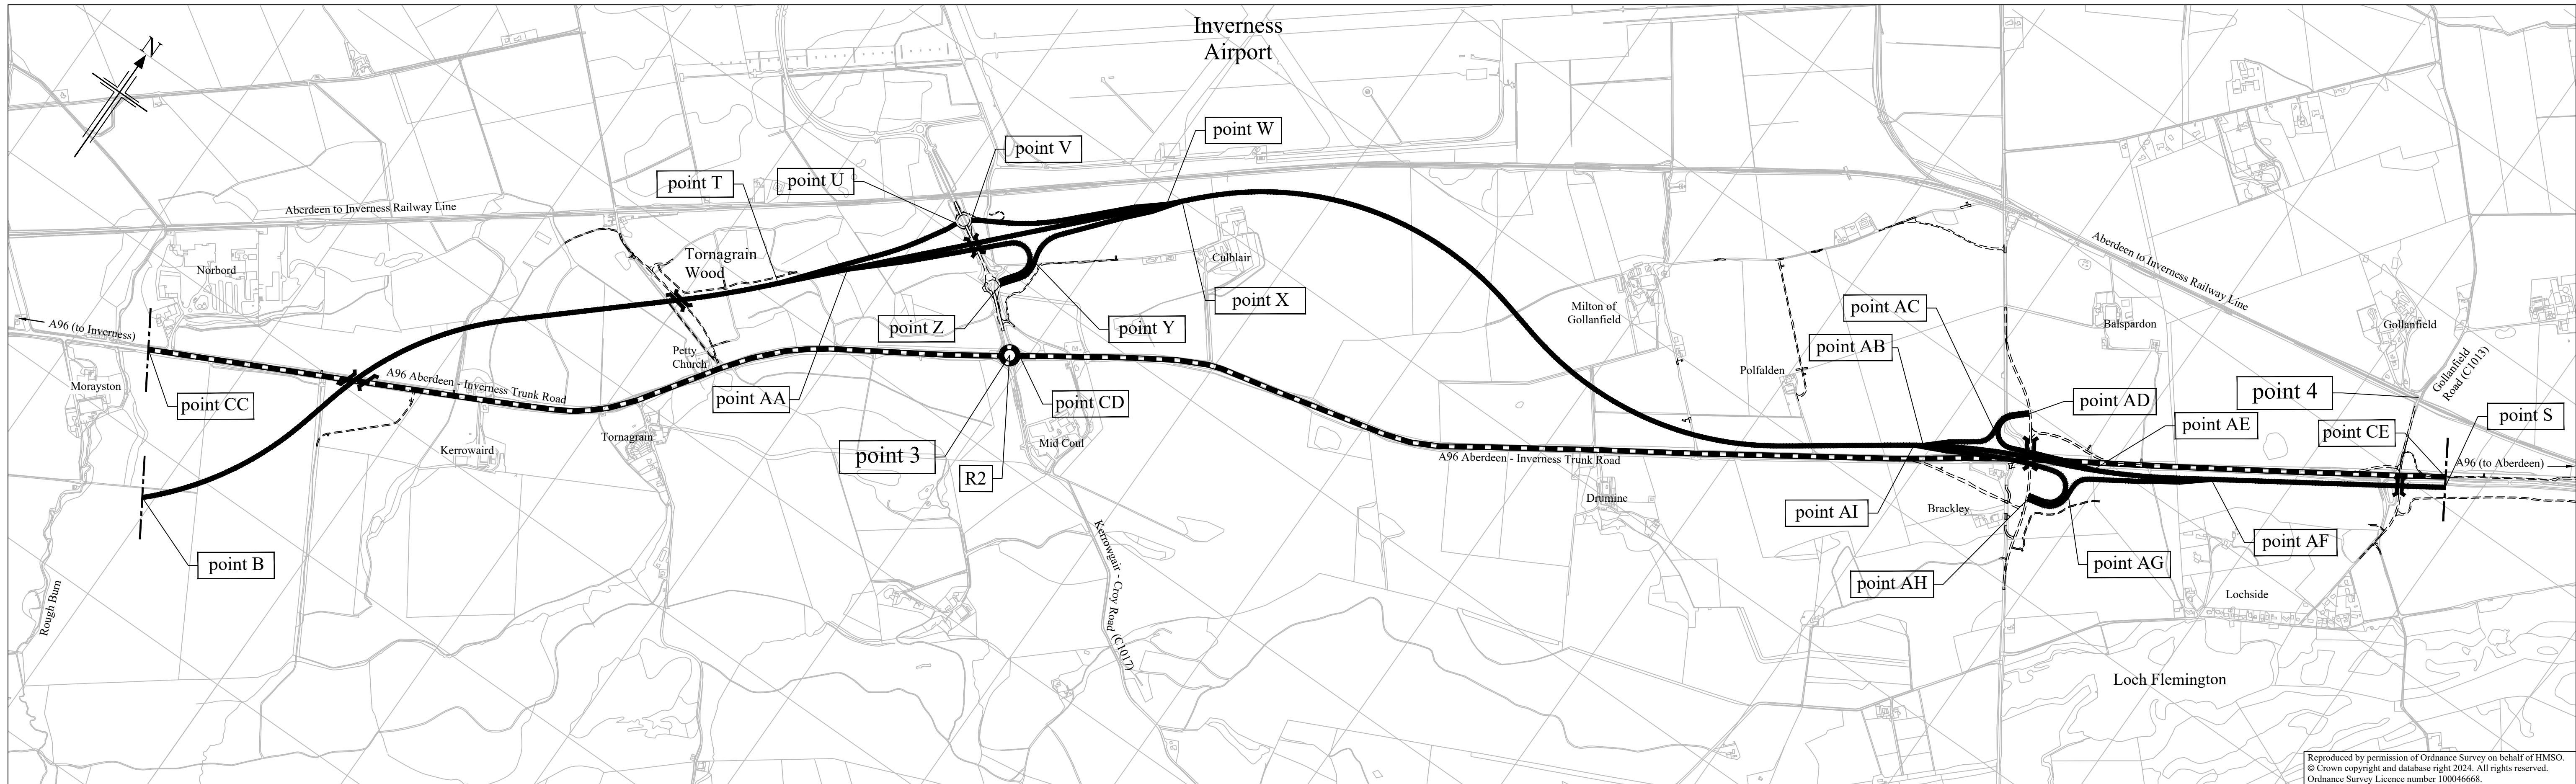 Inverness
Airport
N
point W
point V
point U
point T
Aberdeen to Inverness Railway Line
Tornagrain
Wood
Norbord
Culblair
Aberdeen to Inverness Railway Line
point X
Milton of
Gollanfield
point AC
Balspardon
Gollanfield
A96 (to Inverness)
point Z
point Y
point AB
Petty
Church
Polfalden
Gollanfield
Road (C1013)
Morayston
A96 Aberdeen - Inverness Trunk Road
point AA
point CD
point 4
point AD
point S
point CC
point AE
point CE
Tornagrain
Mid Coul
Kerrowaird
point 3
A96 Aberdeen - Inverness Trunk Road
A96 (to Aberdeen)
R2
Drumine
Brackley
point AI
point AF
point B
point AG
point AH
Kerrowgair - Croy Road (C1017)
Rough Burn
Lochside
Loch Flemington
Reproduced by permission of Ordnance Survey on behalf of HMSO.
© Crown copyright and database right 2024. All rights reserved.
Ordnance Survey Licence number 100046668.